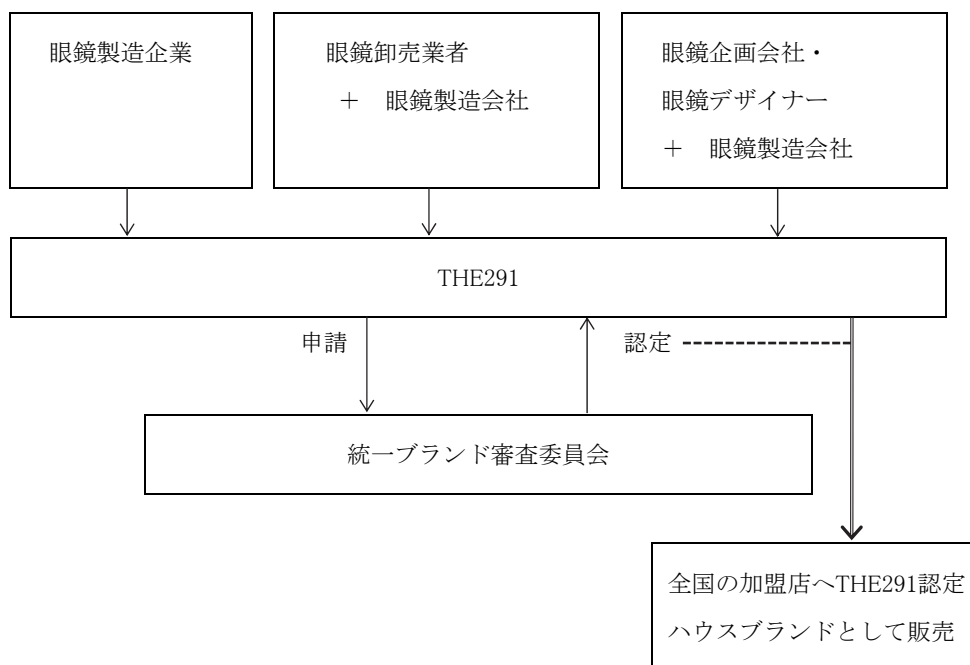 眼鏡製造企業
眼鏡卸売業者
＋　眼鏡製造会社
眼鏡企画会社・
眼鏡デザイナー
＋　眼鏡製造会社
THE291
申請
認定
統一ブランド審査委員会
全国の加盟店へTHE291認定
ハウスブランドとして販売